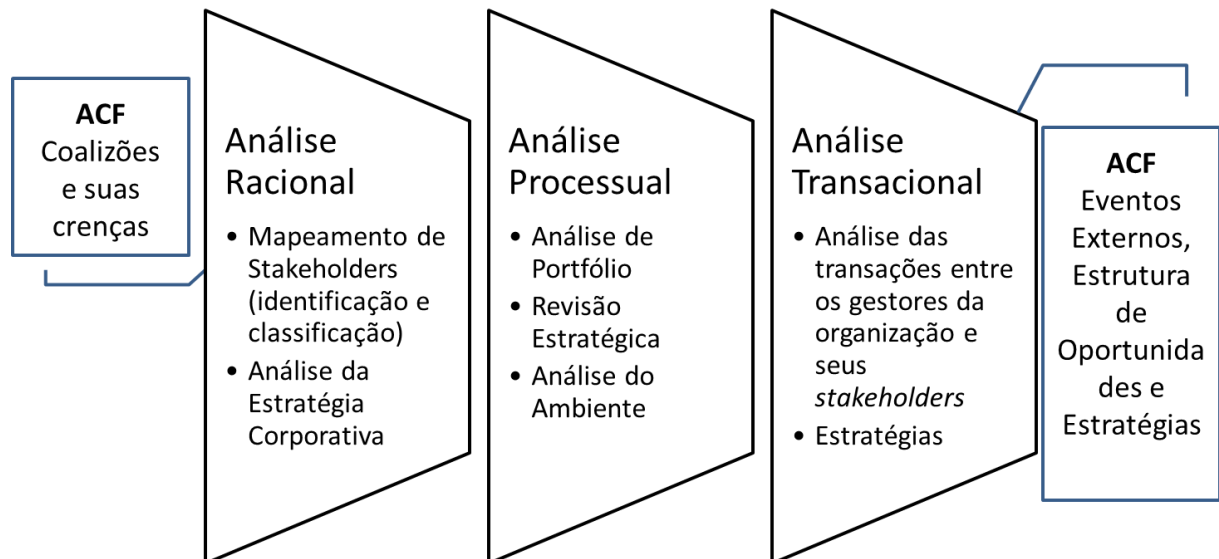 ACF
Coalizões
e suas
crenças
Análise
Racional
• Mapeamento de
Stakeholders
(identificação e
classificação)
• Análise da
Estratégia
Corporativa
Análise
Processual
• Análise de
Portfólio
• Revisão
Estratégica
• Análise do
Ambiente
Análise
Transacional
• Análise das
transações entre
os gestores da
organização e
seus
stakeholders
• Estratégias
ACF
Eventos
Externos,
Estrutura
de
Oportunida
des e
Estratégias